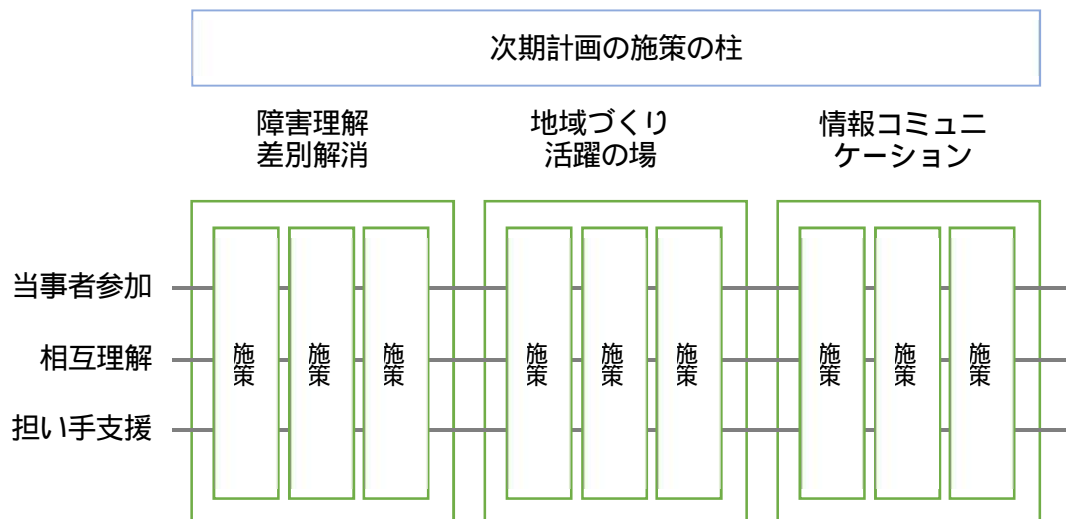 次期計画の施策の柱
障害理解
差別解消
地域づくり
活躍の場
情報コミュニ
ケーション
当事者参加
相互理解
担い手支援
施策
施策
施策
施策
施策
施策
施策
施策
施策